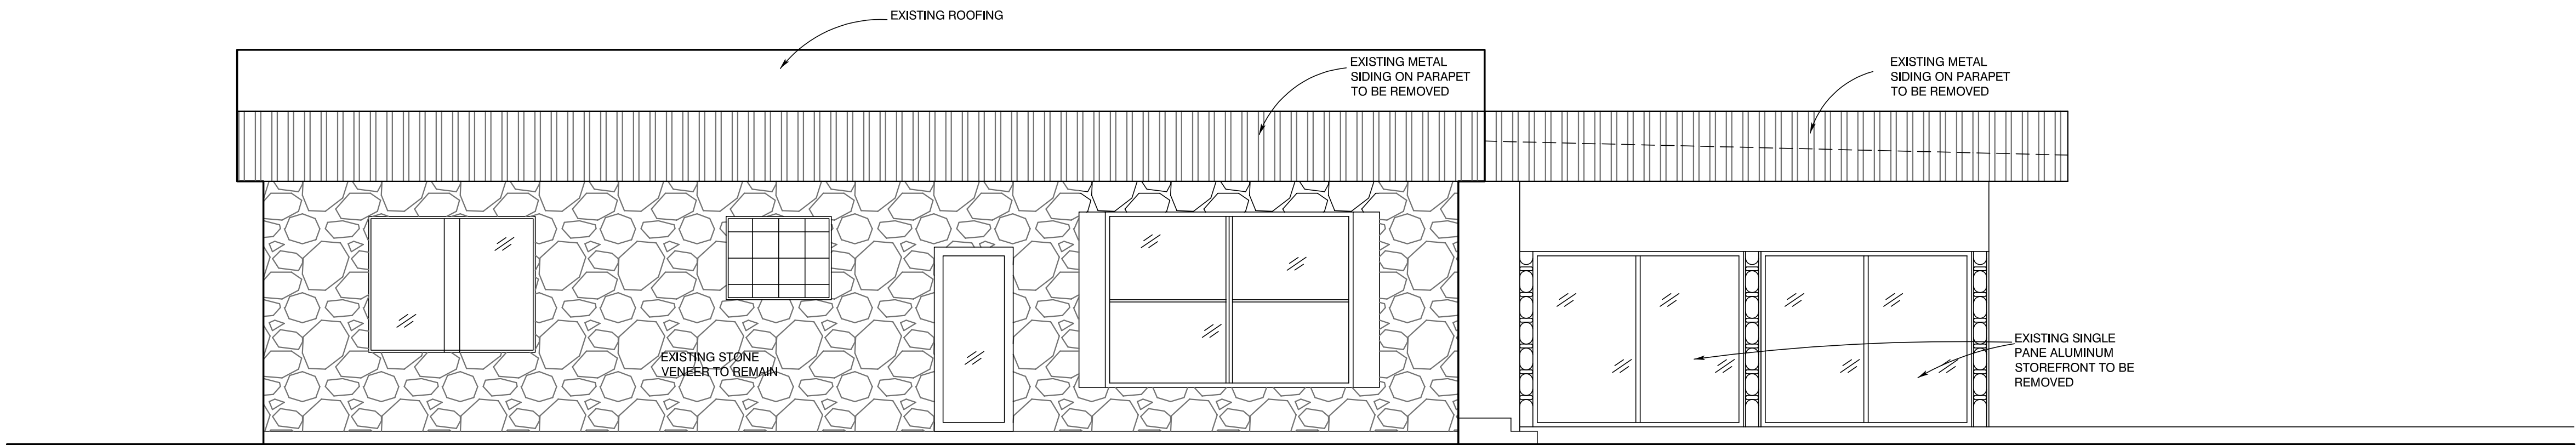 EXISTING ROOFING
EXISTING METAL
SIDING ON PARAPET
TO BE REMOVED
EXISTING METAL
SIDING ON PARAPET
TO BE REMOVED
EXISTING STONE
VENEER TO REMAIN
EXISTING SINGLE
PANE ALUMINUM
STOREFRONT TO BE
REMOVED